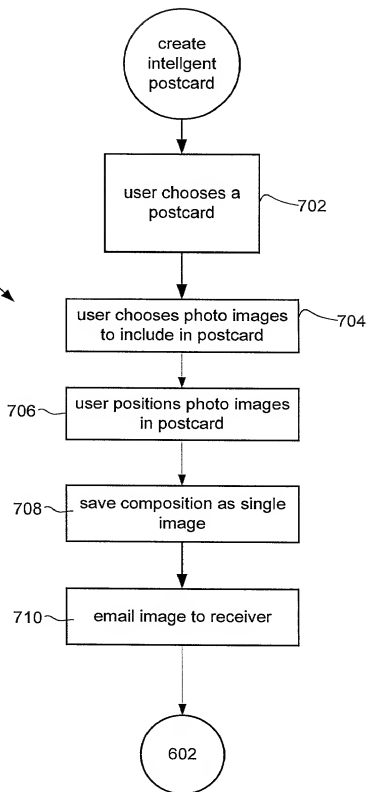 create
intellgent
postcard
user chooses a
postcard
702
user chooses photo images
to include in postcard
704
706
user positions photo images
in postcard
708
save composition as single
image
710
email image to receiver
602